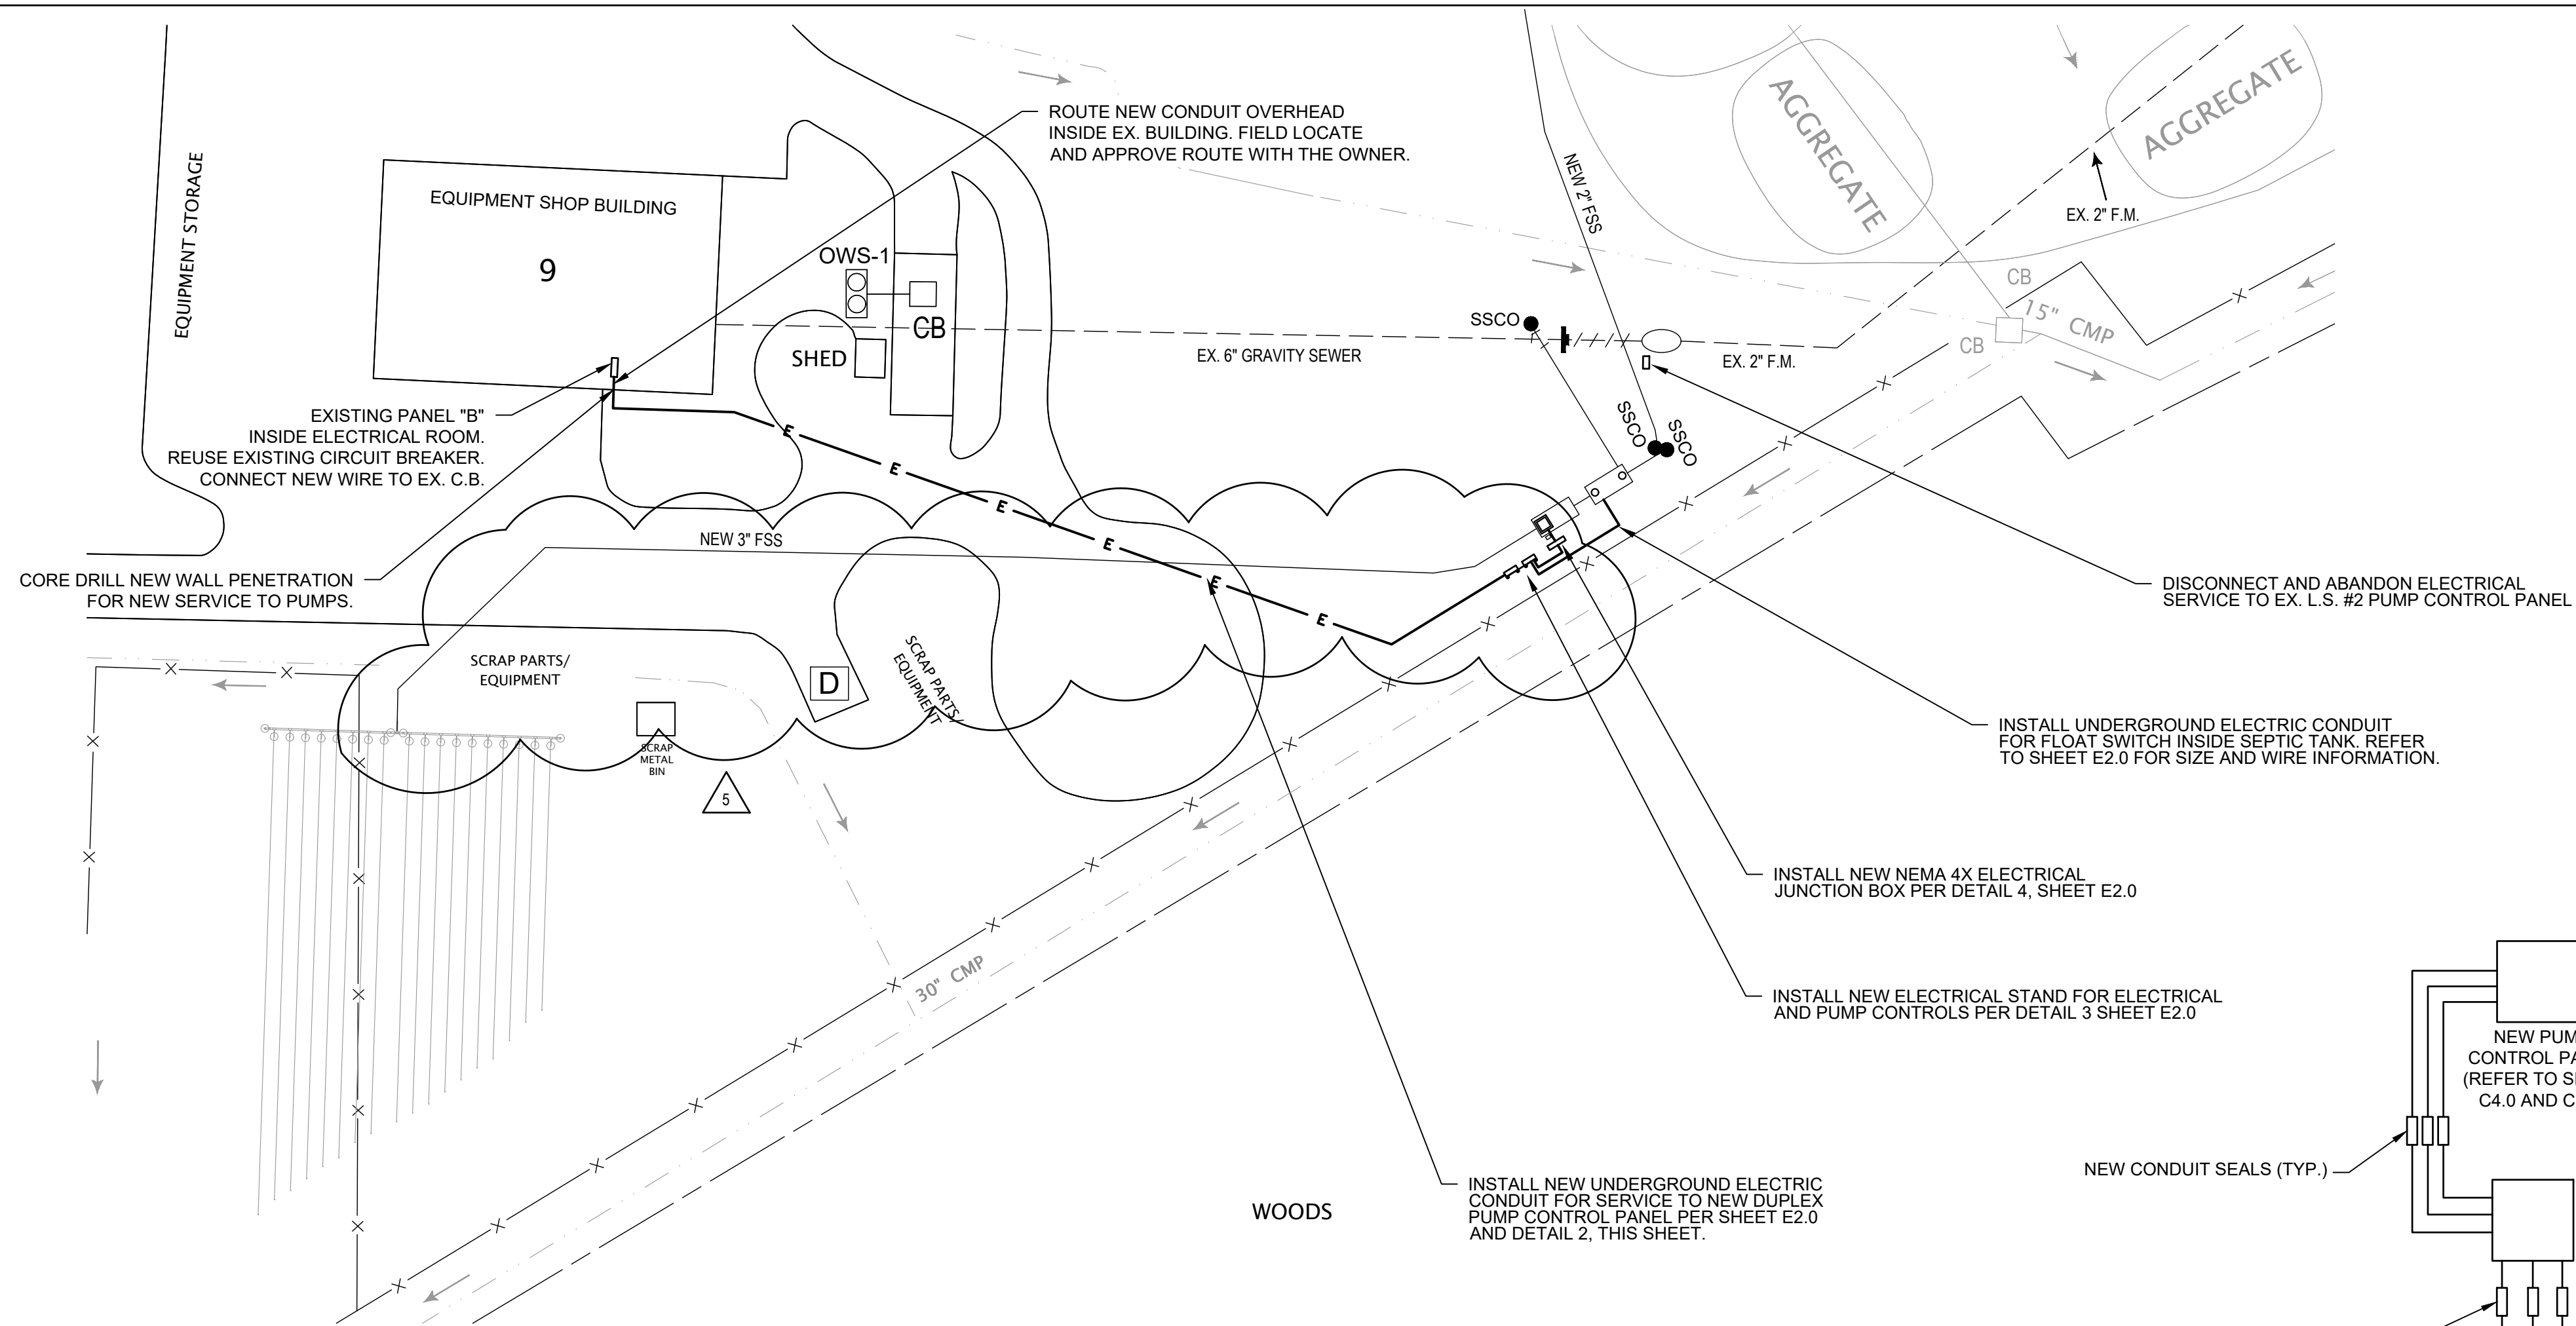 ROUTE NEW CONDUIT OVERHEAD
INSIDE EX. BUILDING. FIELD LOCATE
AND APPROVE ROUTE WITH THE OWNER.
AGGREGATE
AGGREGATE
EX. 2" F.M.
EQUIPMENT STORAGE
EQUIPMENT SHOP BUILDING
9
OWS-1
CB
SHED
NEW 2" FSS
SSCO
EX. 6" GRAVITY SEWER
EX. 2" F.M.
CB
CB
15" CMP
SSCO
SSCO
EXISTING PANEL "B"
INSIDE ELECTRICAL ROOM.
REUSE EXISTING CIRCUIT BREAKER.
CONNECT NEW WIRE TO EX. C.B.
E
E
E
E
E
E
NEW 3" FSS
CORE DRILL NEW WALL PENETRATION
FOR NEW SERVICE TO PUMPS.
DISCONNECT AND ABANDON ELECTRICAL
SERVICE TO EX. L.S. #2 PUMP CONTROL PANEL
SCRAP PARTS/
EQUIPMENT
D
SCRAP PARTS/
EQUIPMENT
SCRAP
METAL
BIN
5
INSTALL UNDERGROUND ELECTRIC CONDUIT
FOR FLOAT SWITCH INSIDE SEPTIC TANK. REFER
TO SHEET E2.0 FOR SIZE AND WIRE INFORMATION.
INSTALL NEW NEMA 4X ELECTRICAL
JUNCTION BOX PER DETAIL 4, SHEET E2.0
30" CMP
INSTALL NEW ELECTRICAL STAND FOR ELECTRICAL
AND PUMP CONTROLS PER DETAIL 3 SHEET E2.0
NEW
CONTROL
(REFER TO
C4.0 AND
NEW CONDUIT SEALS (TYP.)
INSTALL NEW UNDERGROUND ELECTRIC
CONDUIT FOR SERVICE TO NEW DUPLEX
PUMP CONTROL PANEL PER SHEET E2.0
AND DETAIL 2, THIS SHEET.
WOODS